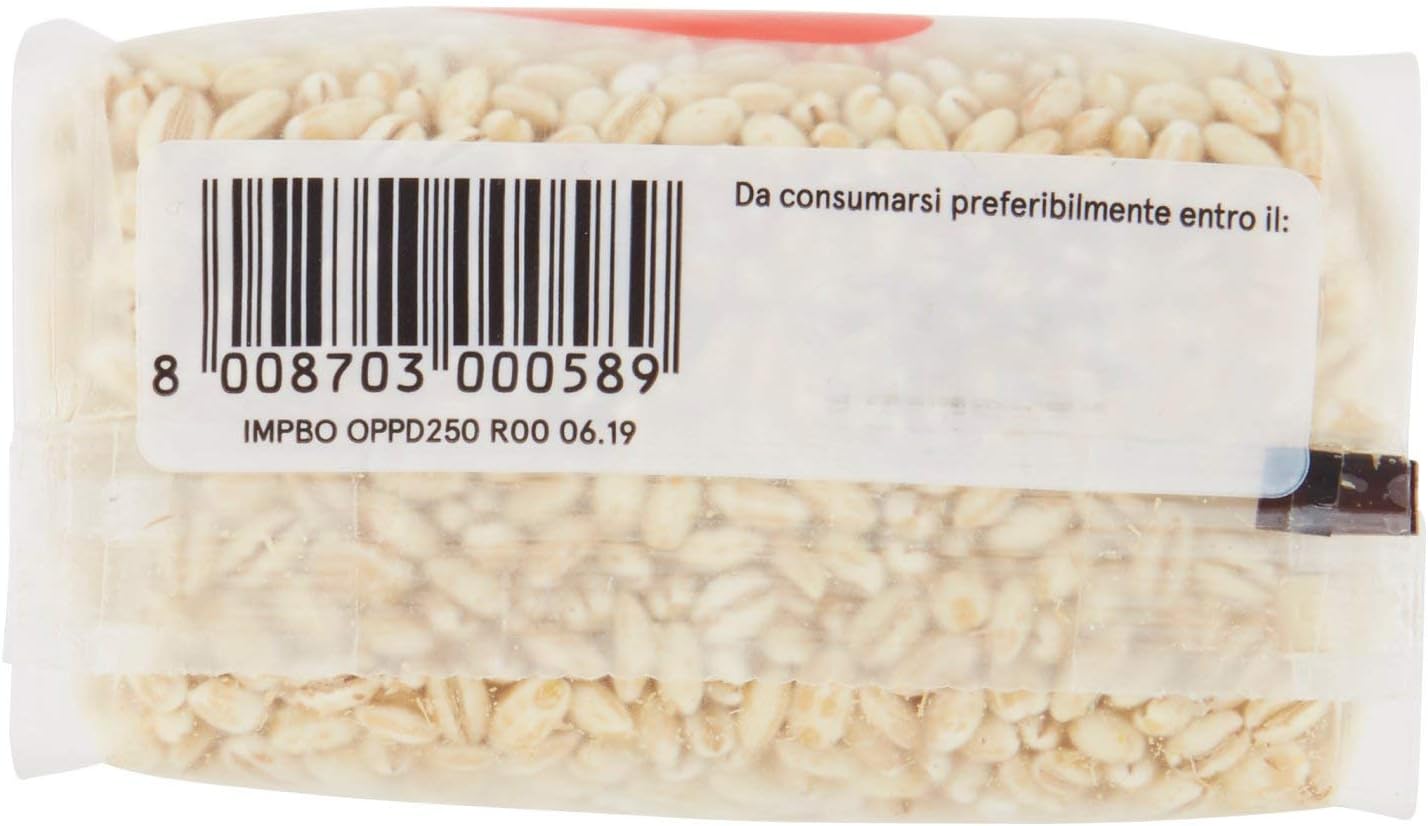 Da consumarsi preferibilmente entro il:
8 008703 000589
IMPBO OPPD250 R00 06.19